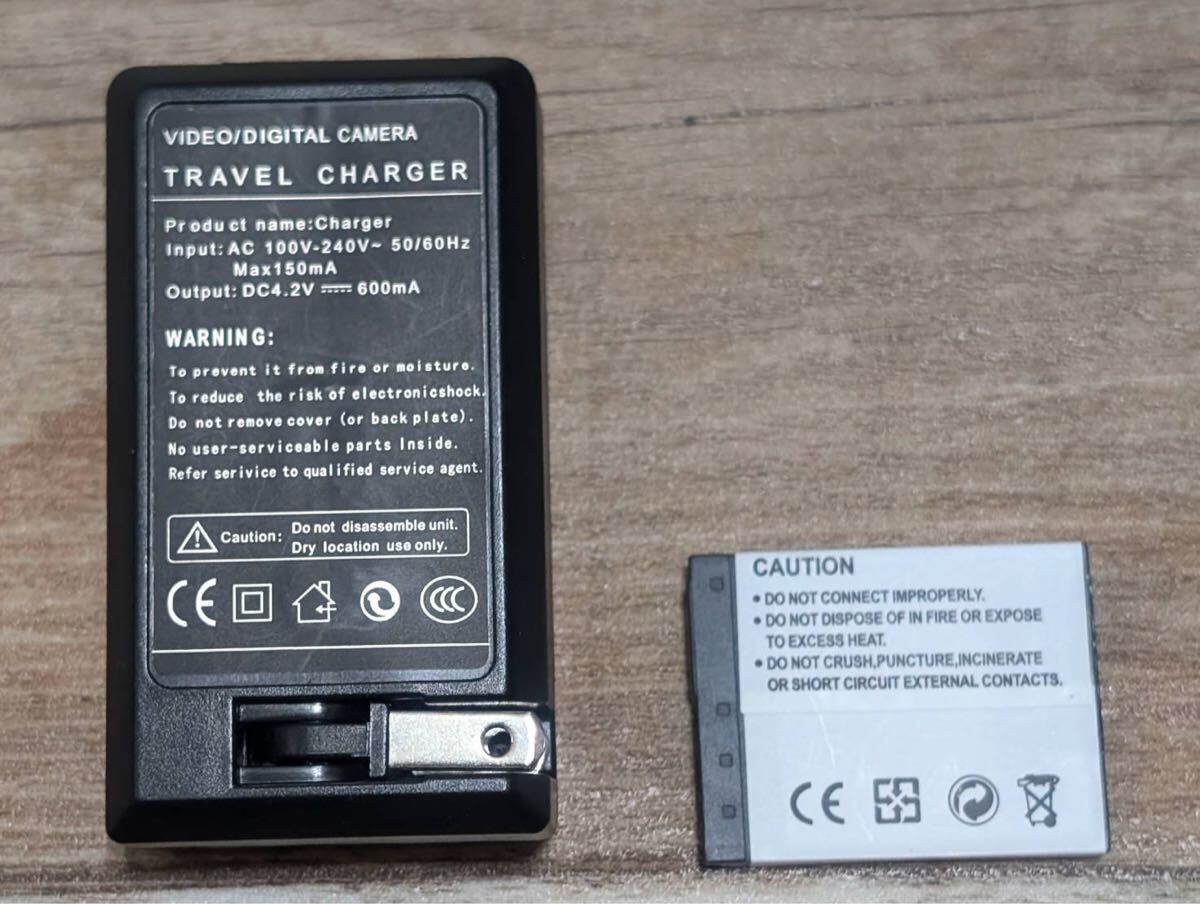 VIDEO/DIGITAL CAMERA
TRAVEL CHARGER
Product name:Charger
Input: AC 100V-240V~ 50/60Hz
Max150mA
Output: DC4.2V ⎓ 600mA
WARNING:
To prevent it from fire or moisture.
To reduce the risk of electronicshock.
Do not remove cover (or back plate).
No user-serviceable parts Inside.
Refer serivice to qualified service agent.
Caution: Do not disassemble unit.
Dry location use only.
CE CCC
CAUTION
• DO NOT CONNECT IMPROPERLY.
• DO NOT DISPOSE OF IN FIRE OR EXPOSE
TO EXCESS HEAT.
• DO NOT CRUSH,PUNCTURE,INCINERATE
OR SHORT CIRCUIT EXTERNAL CONTACTS.
CE